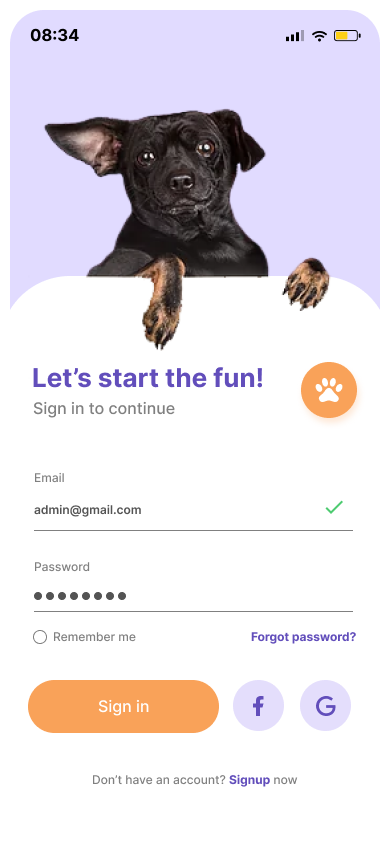 08:34
Let's start the fun!
Sign in to continue
Email
admin@gmail.com
Password
Remember me
Forgot password?
Sign in
Don't have an account? Signup now